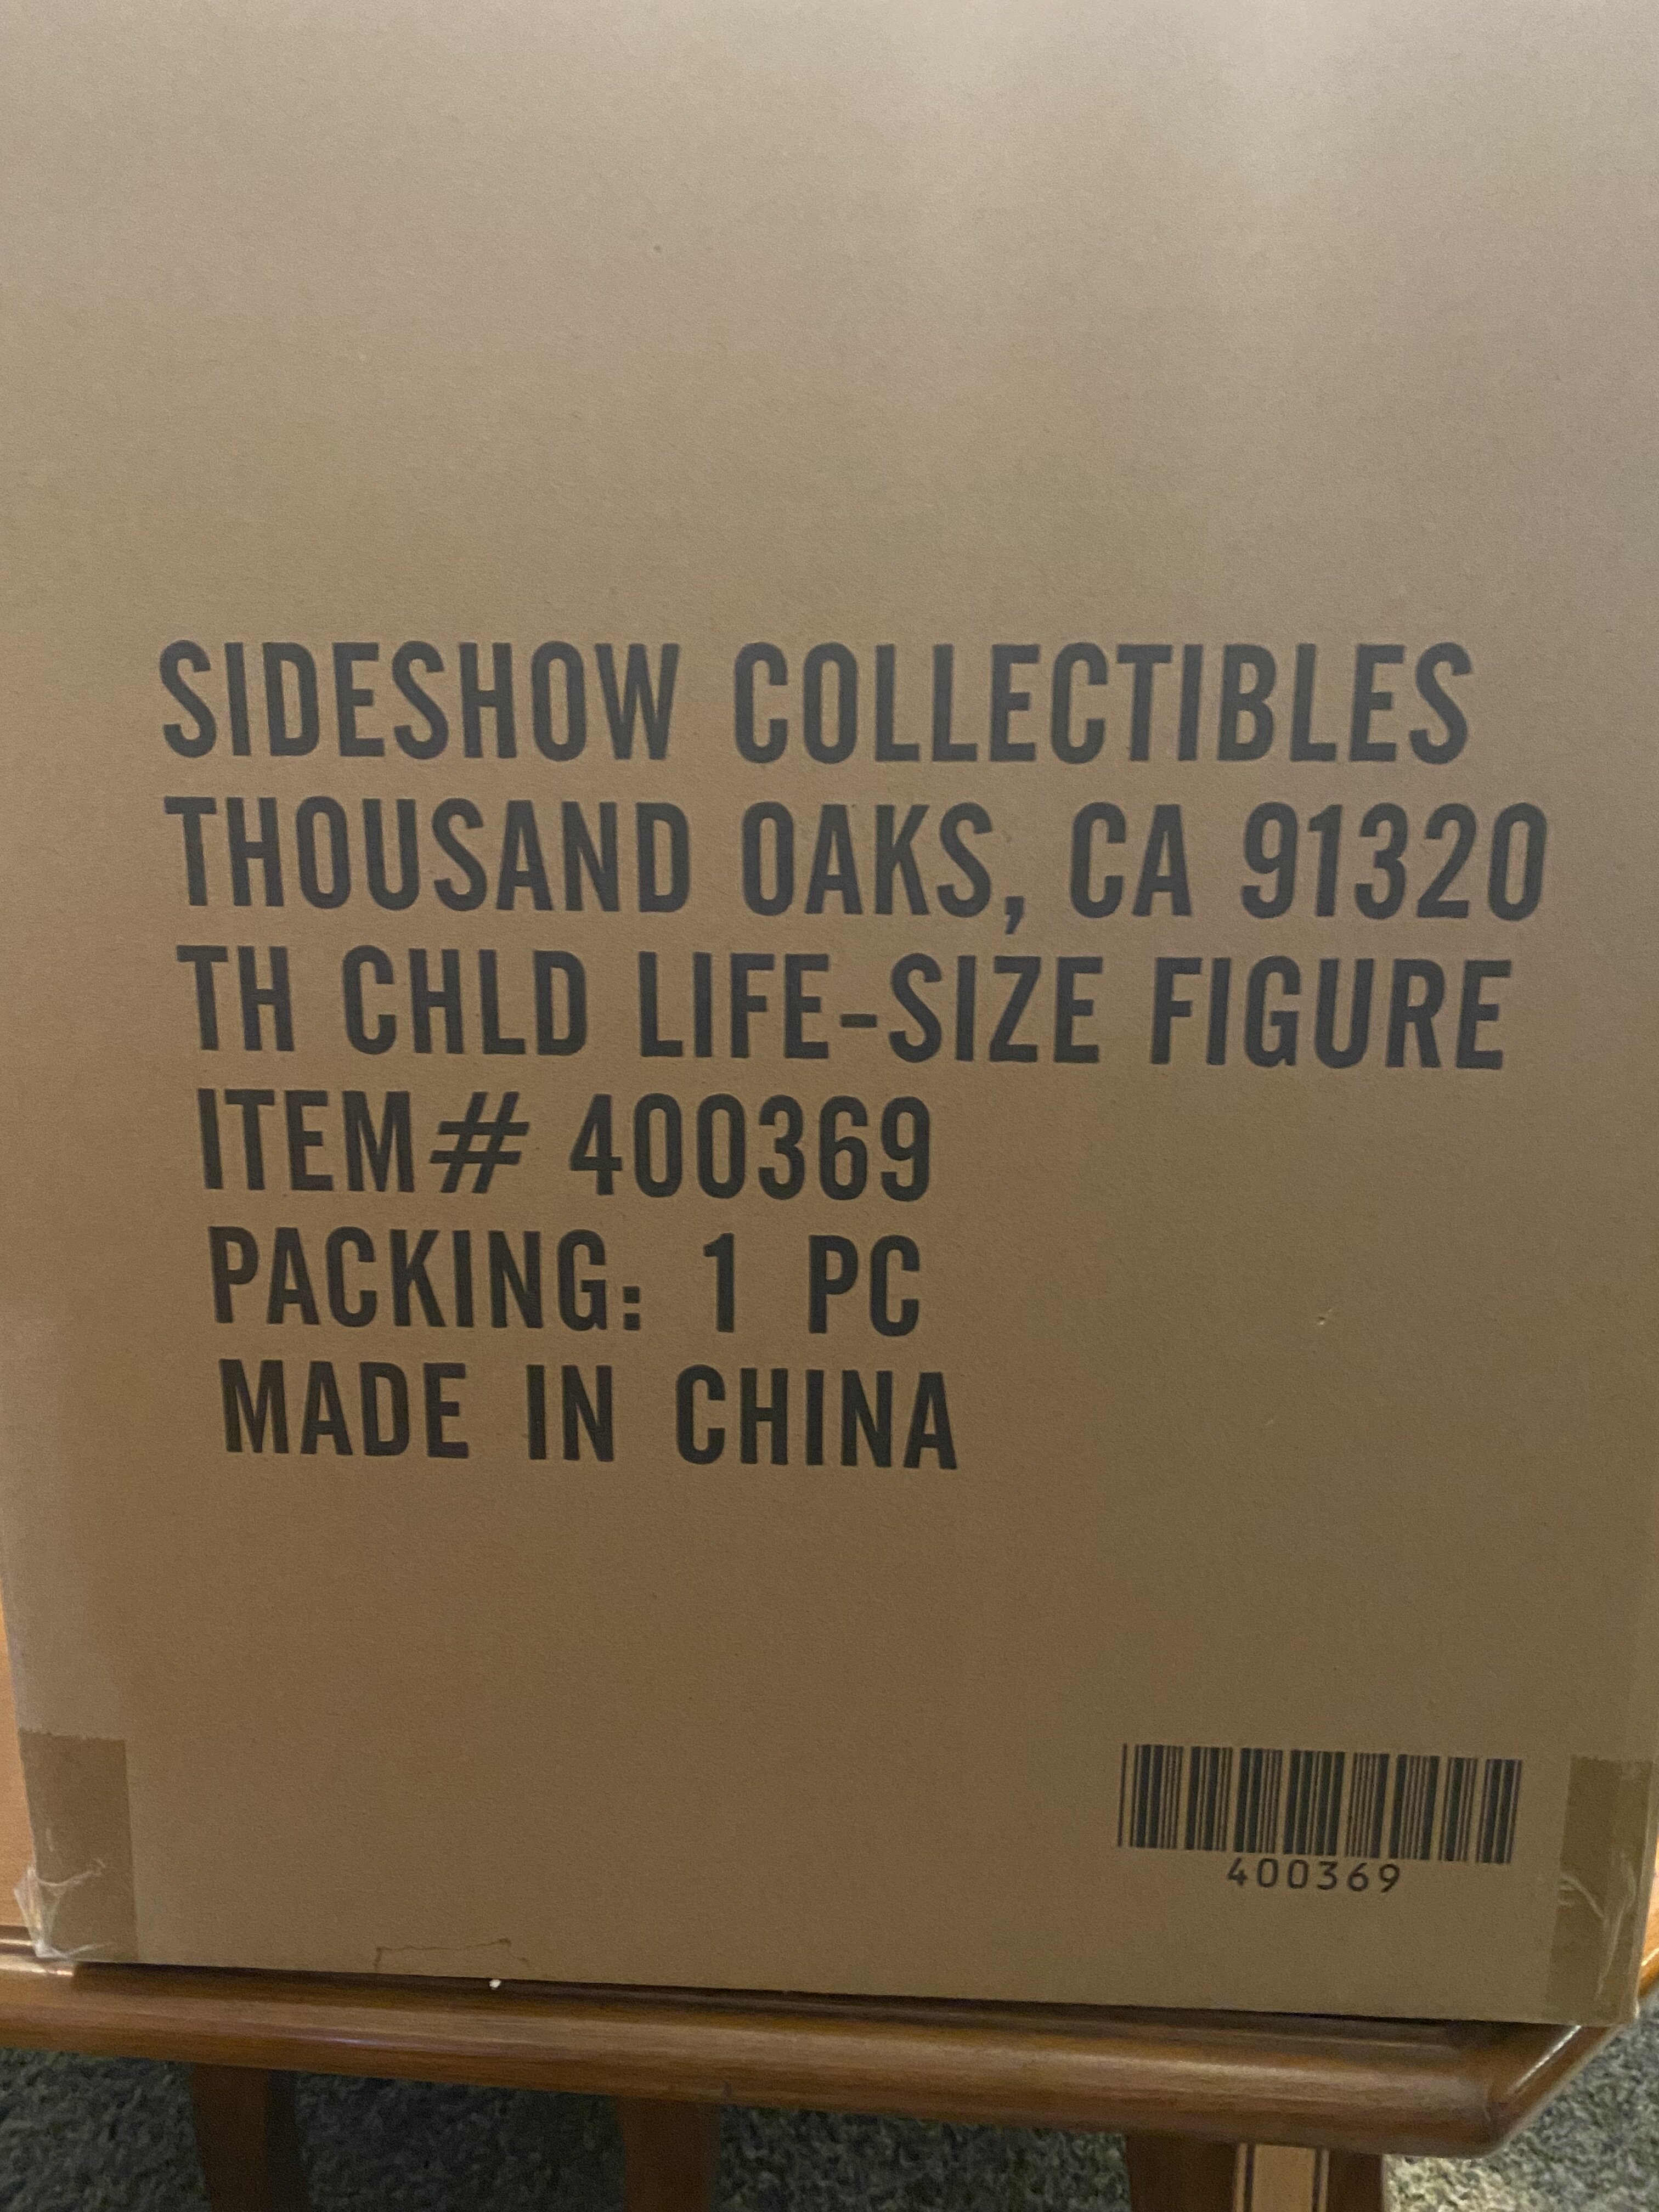 SIDESHOW COLLECTIBLES
THOUSAND OAKS, CA 91320
TH CHLD LIFE-SIZE FIGURE
ITEM# 400369
PACKING: 1 PC
MADE IN CHINA
400369